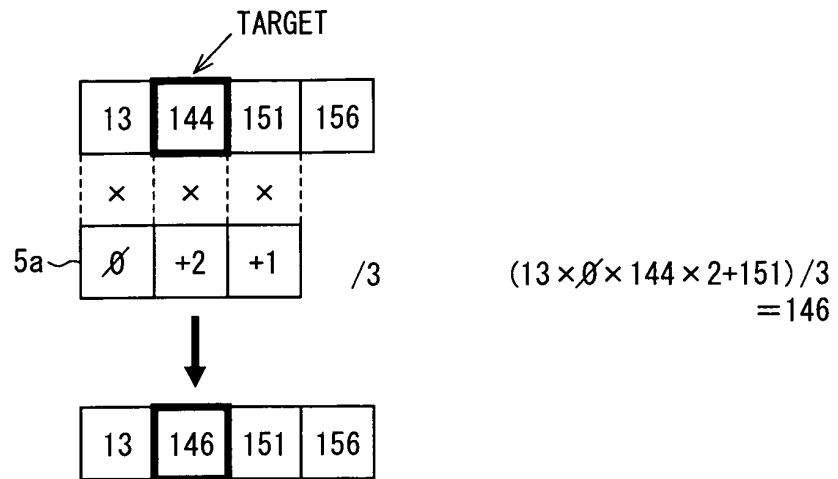 TARGET
13 144 151 156
× × ×
5a 0̸ +2 +1 /3
(13×0̸×144×2+151)/3
=146
13 146 151 156